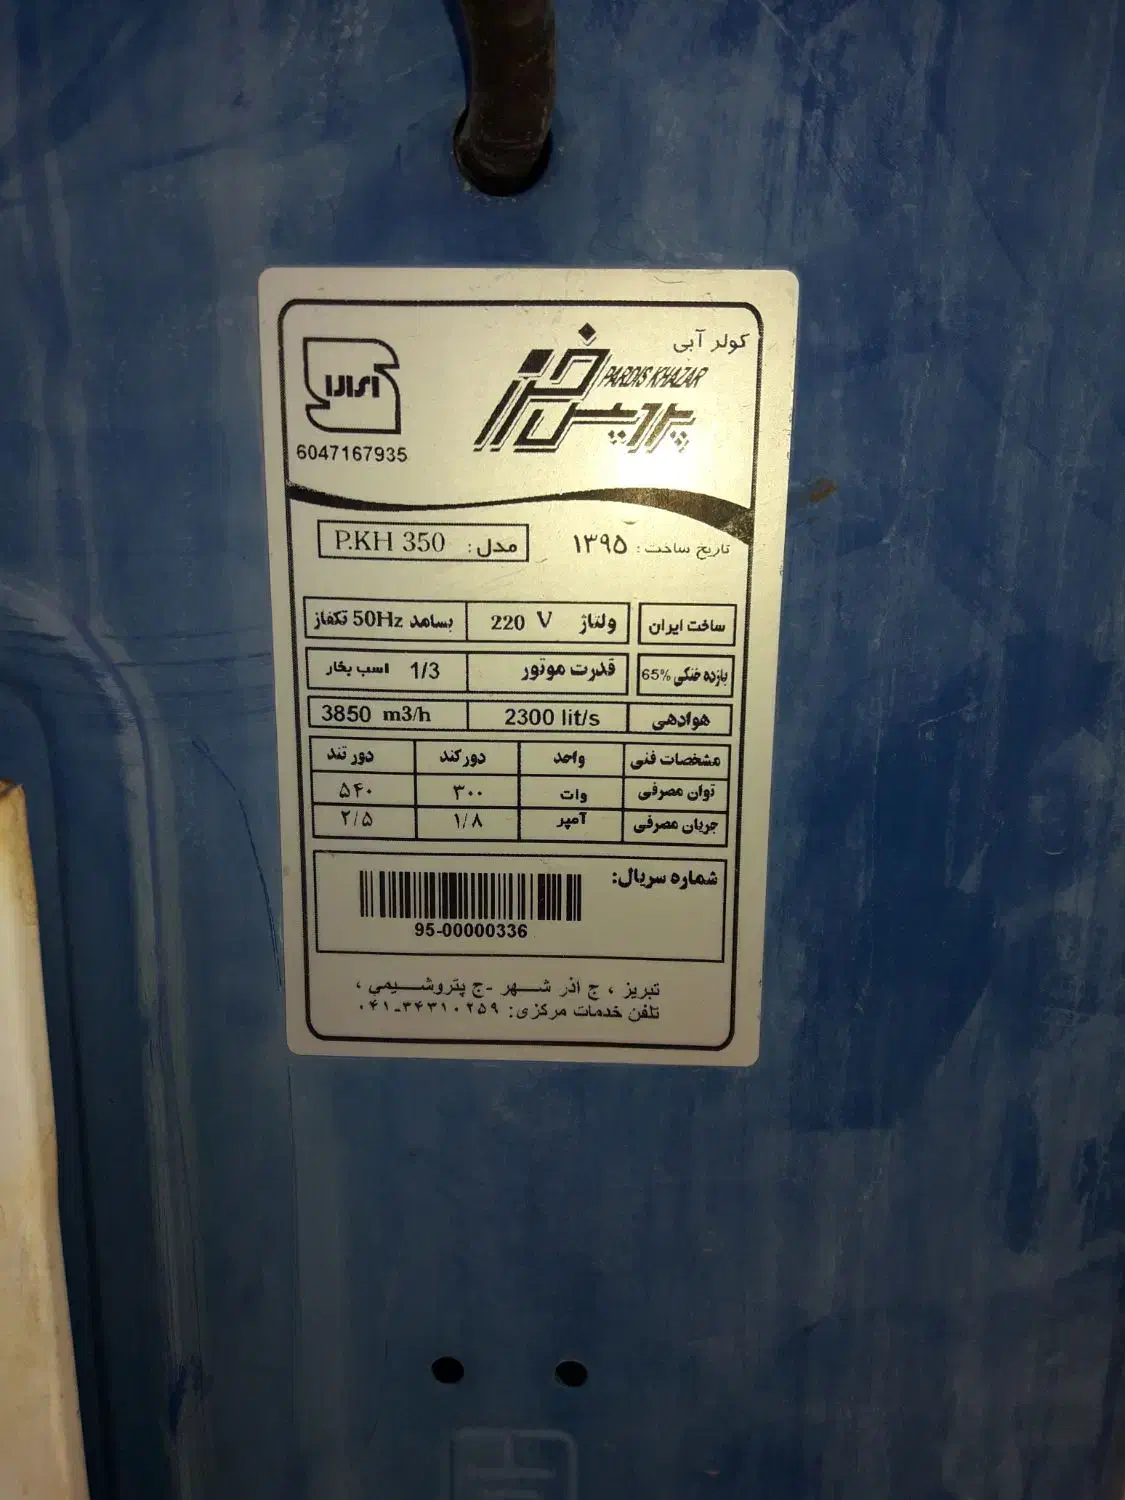 کولر آبی
PARDIS KHAZAR
پردیس خزر
6047167935
تاریخ ساخت : ۱۳۹۵
مدل : P.KH 350
ساخت ایران ولتاژ 220 V بسامد 50Hz تکفاز
بازده خنکی 65% قدرت موتور 1/3 اسب بخار
هوادهی 2300 lit/s 3850 m3/h
مشخصات فنی واحد دور کند دور تند
توان مصرفی وات ۳۰۰ ۵۴۰
جریان مصرفی آمپر ۱/۸ ۲/۵
شماره سریال:
95-00000336
تبریز ، ج اذر شهر -ج پتروشیمی ،
تلفن خدمات مرکزی: ۰۴۱-۳۴۳۱۰۲۵۹